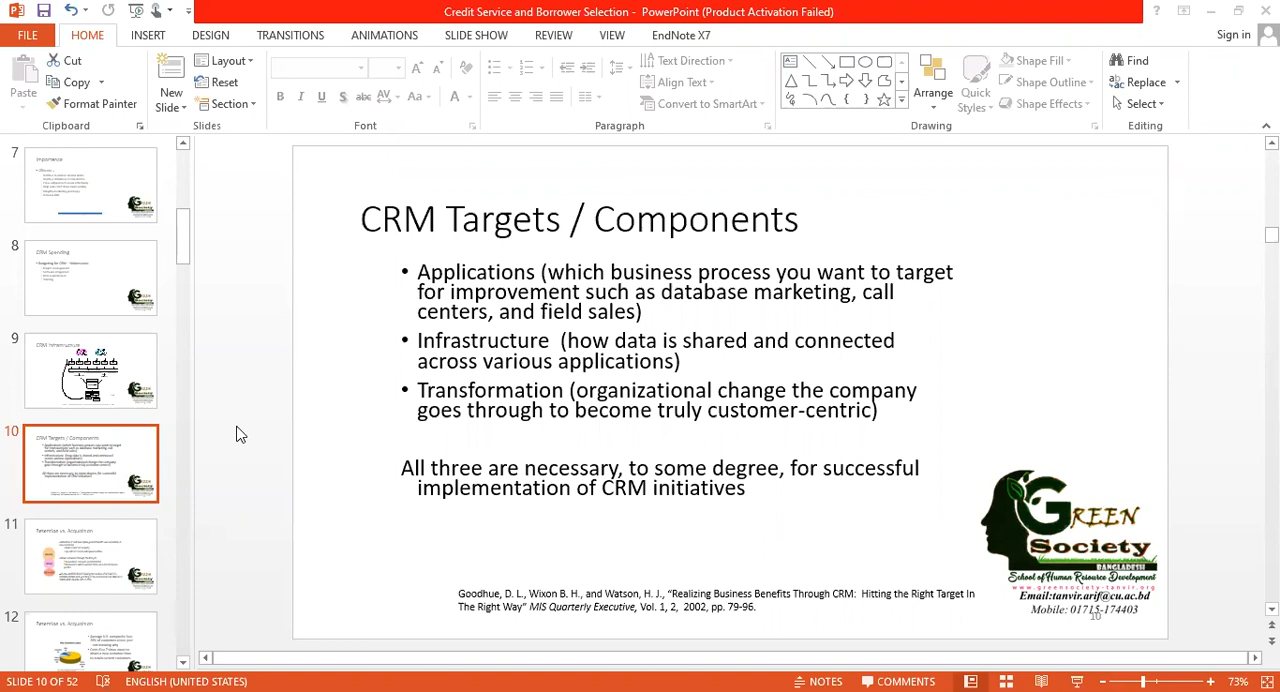 Credit Service and Borrower Selection - PowerPoint (Product Activation Failed)
FILE HOME INSERT DESIGN TRANSITIONS ANIMATIONS SLIDE SHOW REVIEW VIEW EndNote X7 Sign in
Paste
Cut
Copy
Format Painter
Clipboard
New
Slide
Layout
Reset
Section
Slides
Font
Text Direction
Align Text
Convert to SmartArt
Paragraph
Arrange
Quick
Styles
Shape Fill
Shape Outline
Shape Effects
Drawing
Find
Replace
Select
Editing
7
Importance
8
CRM Spending
9
CRM Infrastructure
10
CRM Targets / Components
11
Retention vs. Acquisition
12
Retention vs. Acquisition
CRM Targets / Components
• Applications (which business process you want to target
for improvement such as database marketing, call
centers, and field sales)
• Infrastructure (how data is shared and connected
across various applications)
• Transformation (organizational change the company
goes through to become truly customer-centric)
All three are necessary, to some degree, for successful
implementation of CRM initiatives
Goodhue, D. L., Wixon B. H., and Watson, H. J., “Realizing Business Benefits Through CRM: Hitting the Right Target In
The Right Way” MIS Quarterly Executive, Vol. 1, 2, 2002, pp. 79-96.
GREEN
Society
BANGLADESH
School of Human Resource Development
www.greensociety-tanvir.org
Email:tanvir.arif@cu.ac.bd
Mobile: 01715-174403
10
SLIDE 10 OF 52 ENGLISH (UNITED STATES) NOTES COMMENTS 73%